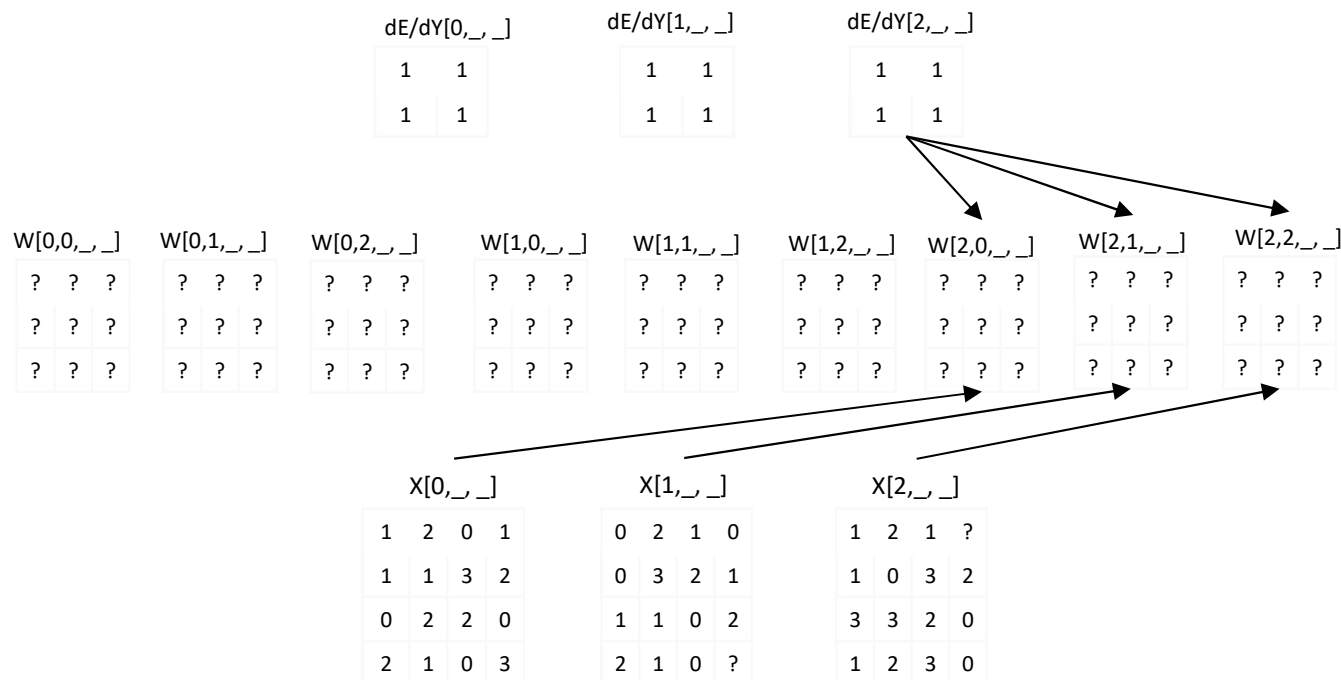 dE/dY[0,_, _] dE/dY[1,_, _] dE/dY[2,_, _]
1 1 1 1 1 1
1 1 1 1 1 1
W[0,0,_, _] W[0,1,_, _] W[0,2,_, _] W[1,0,_, _] W[1,1,_, _] W[1,2,_, _] W[2,0,_, _] W[2,1,_, _] W[2,2,_, _]
? ? ? ? ? ? ? ? ? ? ? ? ? ? ? ? ? ? ? ? ? ? ? ? ? ? ?
? ? ? ? ? ? ? ? ? ? ? ? ? ? ? ? ? ? ? ? ? ? ? ? ? ? ?
? ? ? ? ? ? ? ? ? ? ? ? ? ? ? ? ? ? ? ? ? ? ? ? ? ? ?
X[0,_, _] X[1,_, _] X[2,_, _]
1 2 0 1 0 2 1 0 1 2 1 ?
1 1 3 2 0 3 2 1 1 0 3 2
0 2 2 0 1 1 0 2 3 3 2 0
2 1 0 3 2 1 0 ? 1 2 3 0